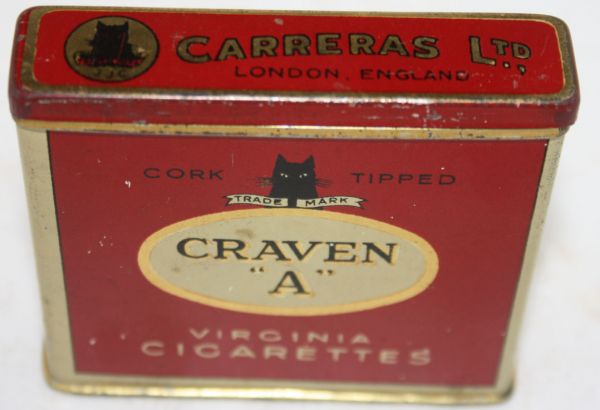 CARRERAS LTD.,
J.J.C
LONDON, ENGLAND
CORK TIPPED
TRADE MARK
CRAVEN
"A"
VIRGINIA
CIGARETTES